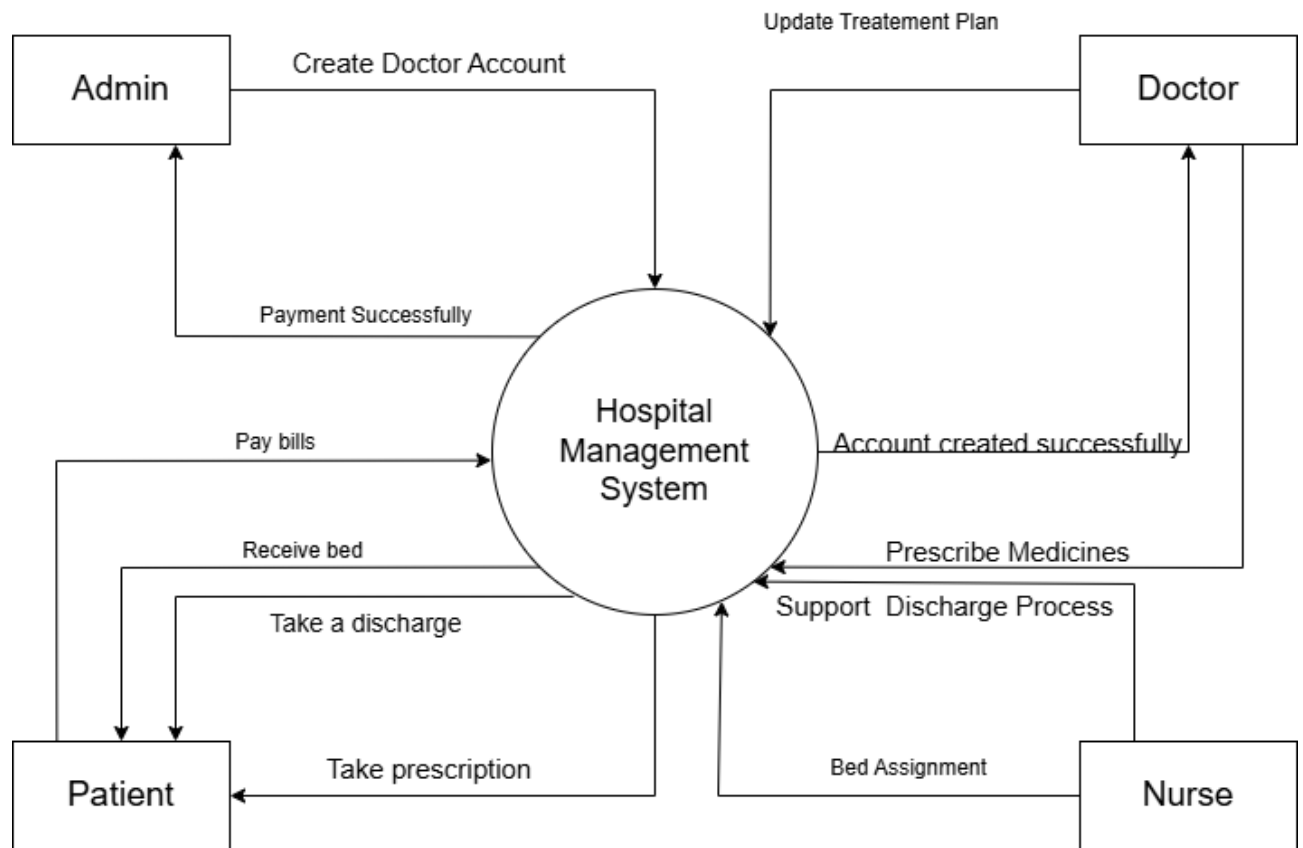 Update Treatement Plan
Admin
Create Doctor Account
Doctor
Payment Successfully
Hospital
Management
System
Pay bills
Account created successfully
Receive bed
Prescribe Medicines
Take a discharge
Support Discharge Process
Take prescription
Bed Assignment
Patient
Nurse